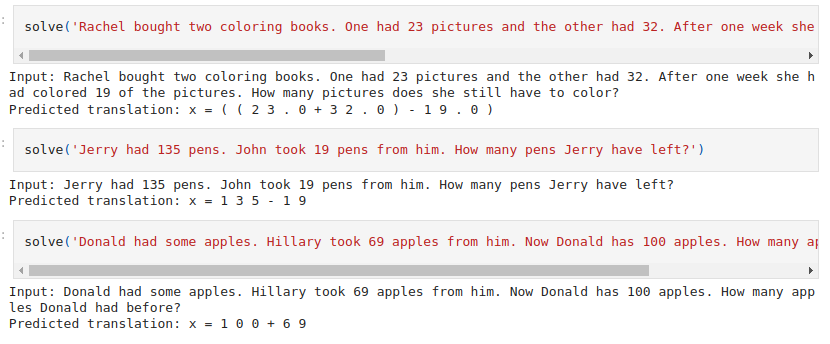 solve('Rachel bought two coloring books. One had 23 pictures and the other had 32. After one week she
Input: Rachel bought two coloring books. One had 23 pictures and the other had 32. After one week she h
ad colored 19 of the pictures. How many pictures does she still have to color?
Predicted translation: x = ( ( 2 3 . 0 + 3 2 . 0 ) - 1 9 . 0 )
:
solve('Jerry had 135 pens. John took 19 pens from him. How many pens Jerry have left?')
Input: Jerry had 135 pens. John took 19 pens from him. How many pens Jerry have left?
Predicted translation: x = 1 3 5 - 1 9
:
solve('Donald had some apples. Hillary took 69 apples from him. Now Donald has 100 apples. How many ap
Input: Donald had some apples. Hillary took 69 apples from him. Now Donald has 100 apples. How many app
les Donald had before?
Predicted translation: x = 1 0 0 + 6 9